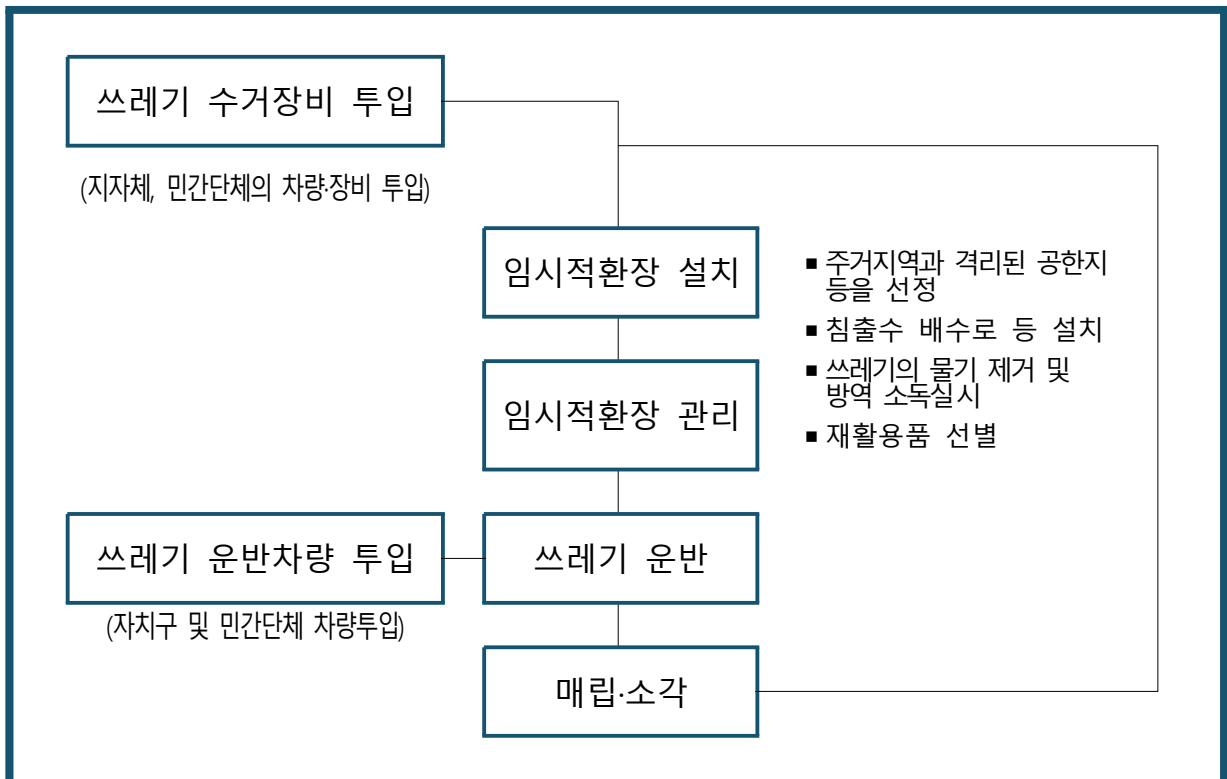 쓰레기 수거장비 투입
(지자체, 민간단체의 차량·장비 투입)
임시적환장 설치
■ 주거지역과 격리된 공한지
등을 선정
■ 침출수 배수로 등 설치
■ 쓰레기의 물기 제거 및
방역 소독실시
■ 재활용품 선별
임시적환장 관리
쓰레기 운반차량 투입
(자치구 및 민간단체 차량투입)
쓰레기 운반
매립·소각